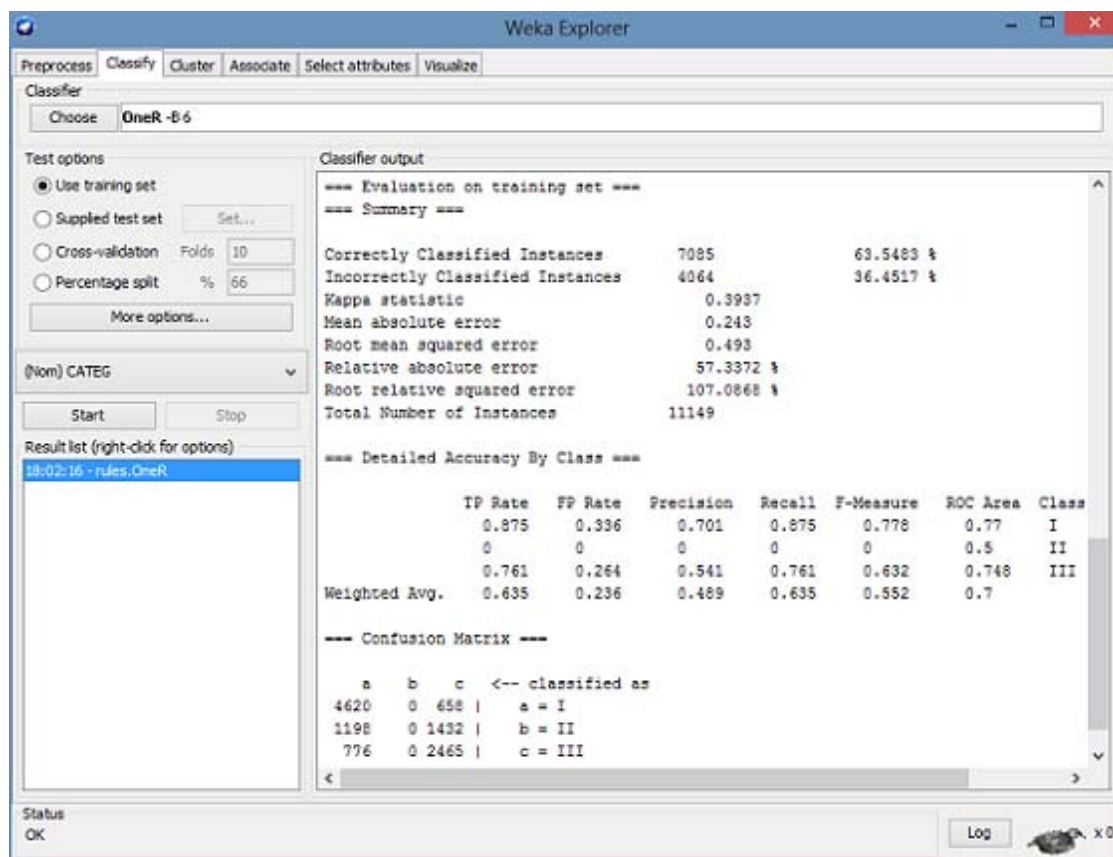 Weka Explorer
Preprocess Classify Cluster Associate Select attributes Visualize
Classifier
Choose OneR -B 6
Test options
Use training set
Supplied test set Set...
Cross-validation Folds 10
Percentage split % 66
More options...
(Nom) CATEG
Start Stop
Result list (right-click for options)
18:02:16 - rules.OneR
Classifier output
=== Evaluation on training set ===
=== Summary ===
Correctly Classified Instances 7085 63.5483 %
Incorrectly Classified Instances 4064 36.4517 %
Kappa statistic 0.3937
Mean absolute error 0.243
Root mean squared error 0.493
Relative absolute error 57.3372 %
Root relative squared error 107.0868 %
Total Number of Instances 11149
=== Detailed Accuracy By Class ===
TP Rate FP Rate Precision Recall F-Measure ROC Area Class
0.875 0.336 0.701 0.875 0.778 0.77 I
0 0 0 0 0 0.5 II
0.761 0.264 0.541 0.761 0.632 0.748 III
Weighted Avg. 0.635 0.236 0.489 0.635 0.552 0.7
=== Confusion Matrix ===
a b c <-- classified as
4620 0 658 | a = I
1198 0 1432 | b = II
776 0 2465 | c = III
Status
OK
Log
x 0